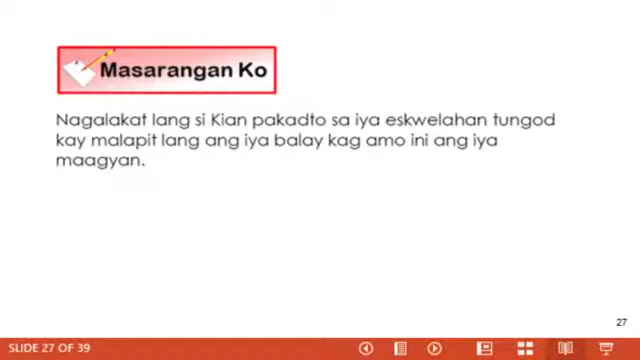 Masarangan Ko
Nagalakat lang si Kian pakadto sa iya eskwelahan tungod
kay malapit lang ang iya balay kag amo ini ang iya
maagyan.
27
SLIDE 27 OF 39